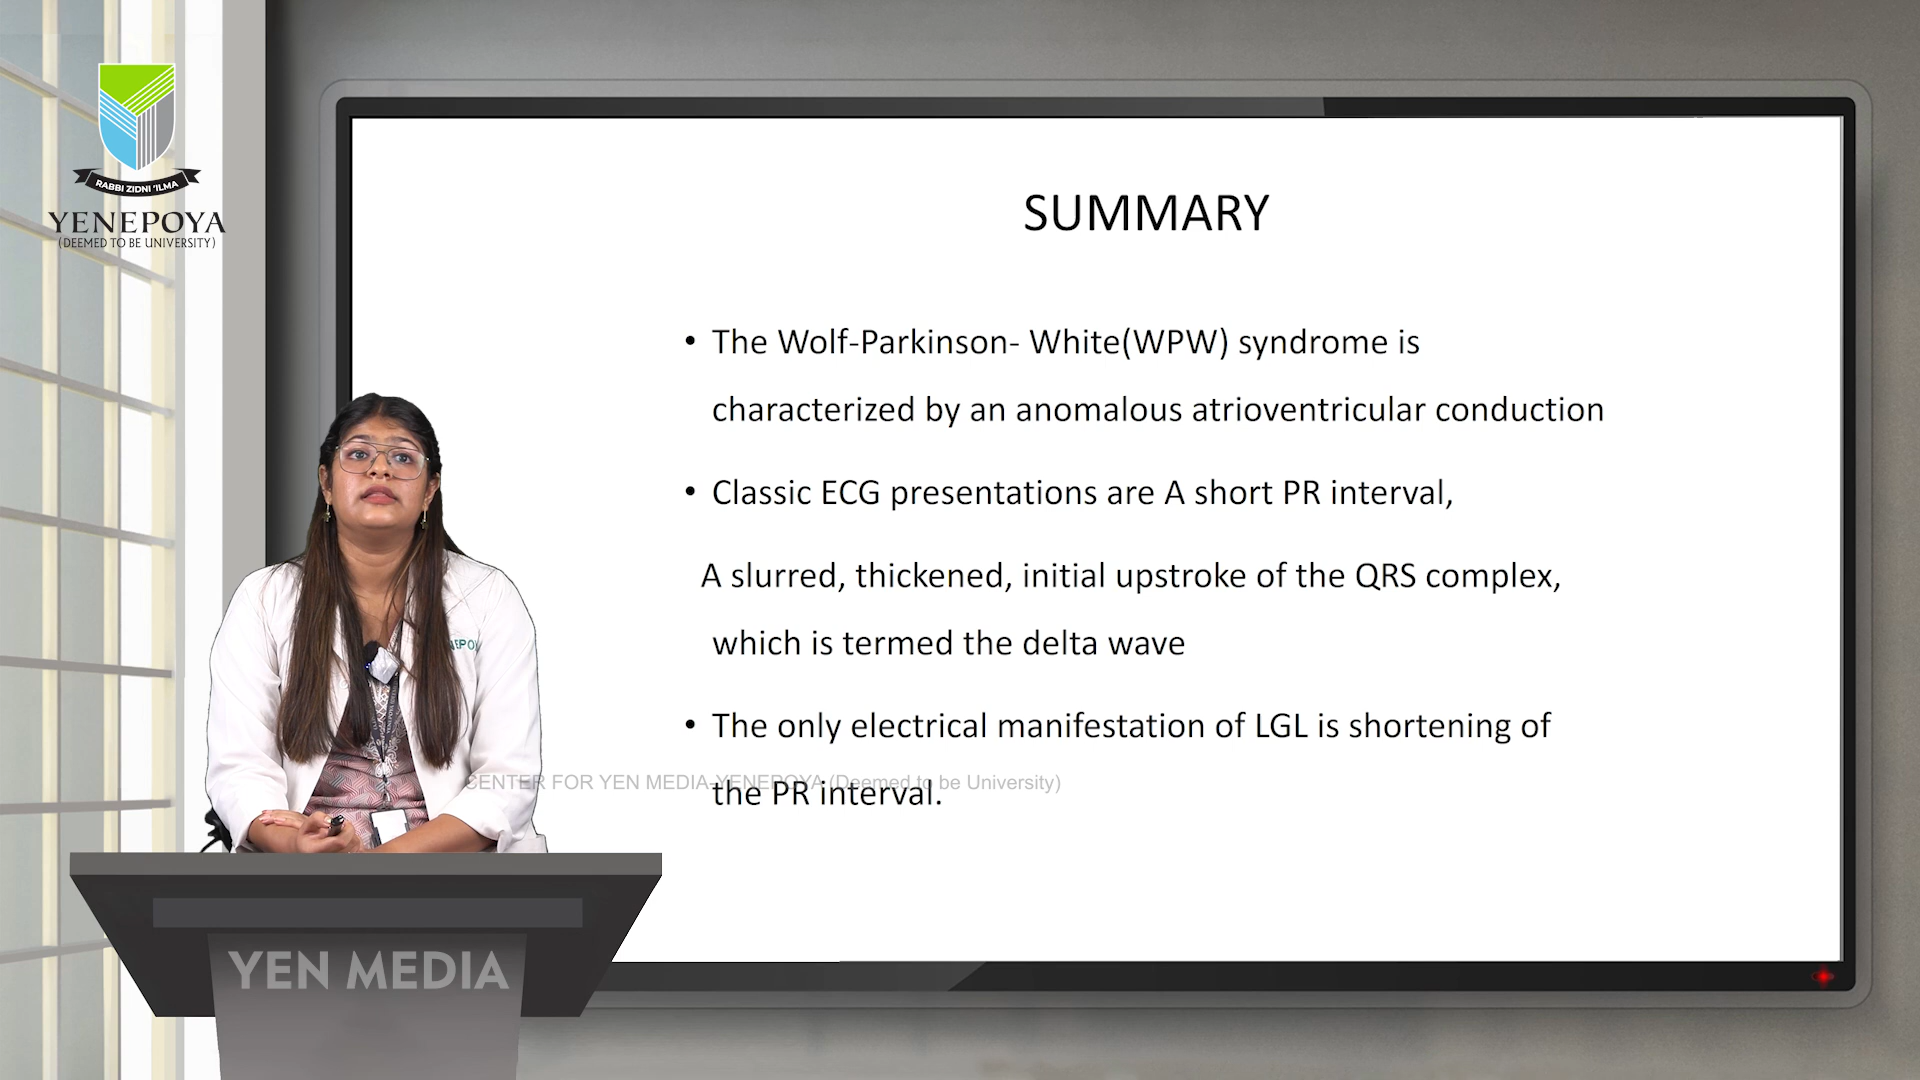 RABBI ZIDNI 'ILMA
YENEPOYA
(DEEMED TO BE UNIVERSITY)
SUMMARY
• The Wolf-Parkinson- White(WPW) syndrome is
characterized by an anomalous atrioventricular conduction
• Classic ECG presentations are A short PR interval,
A slurred, thickened, initial upstroke of the QRS complex,
which is termed the delta wave
• The only electrical manifestation of LGL is shortening of
the PR interval.
CENTER FOR YEN MEDIA-YENEPOYA (Deemed to be University)
YEN MEDIA